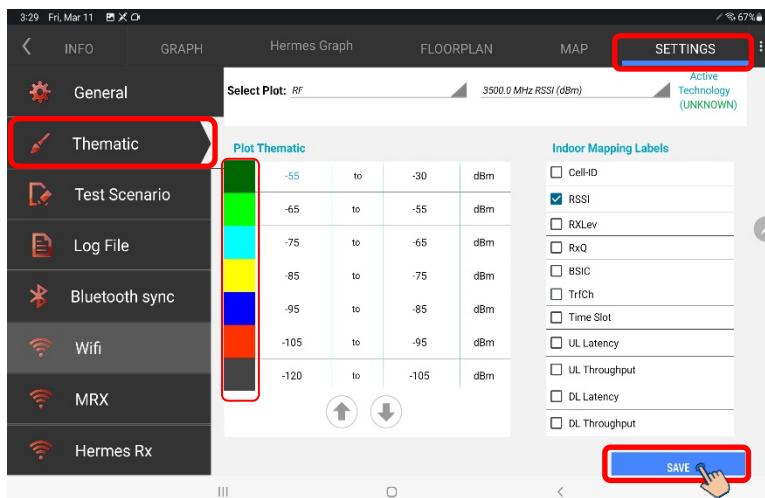 3:29 Fri, Mar 11 67%
INFO GRAPH Hermes Graph FLOORPLAN MAP SETTINGS
General
Thematic
Test Scenario
Log File
Bluetooth sync
Wifi
MRX
Hermes Rx
Select Plot: RF 3500.0 MHz RSSI (dBm)
Active
Technology
(UNKNOWN)
Plot Thematic
-55 to -30 dBm
-65 to -55 dBm
-75 to -65 dBm
-85 to -75 dBm
-95 to -85 dBm
-105 to -95 dBm
-120 to -105 dBm
Indoor Mapping Labels
Cell-ID
RSSI
RXLev
RxQ
BSIC
TrfCh
Time Slot
UL Latency
UL Throughput
DL Latency
DL Throughput
SAVE